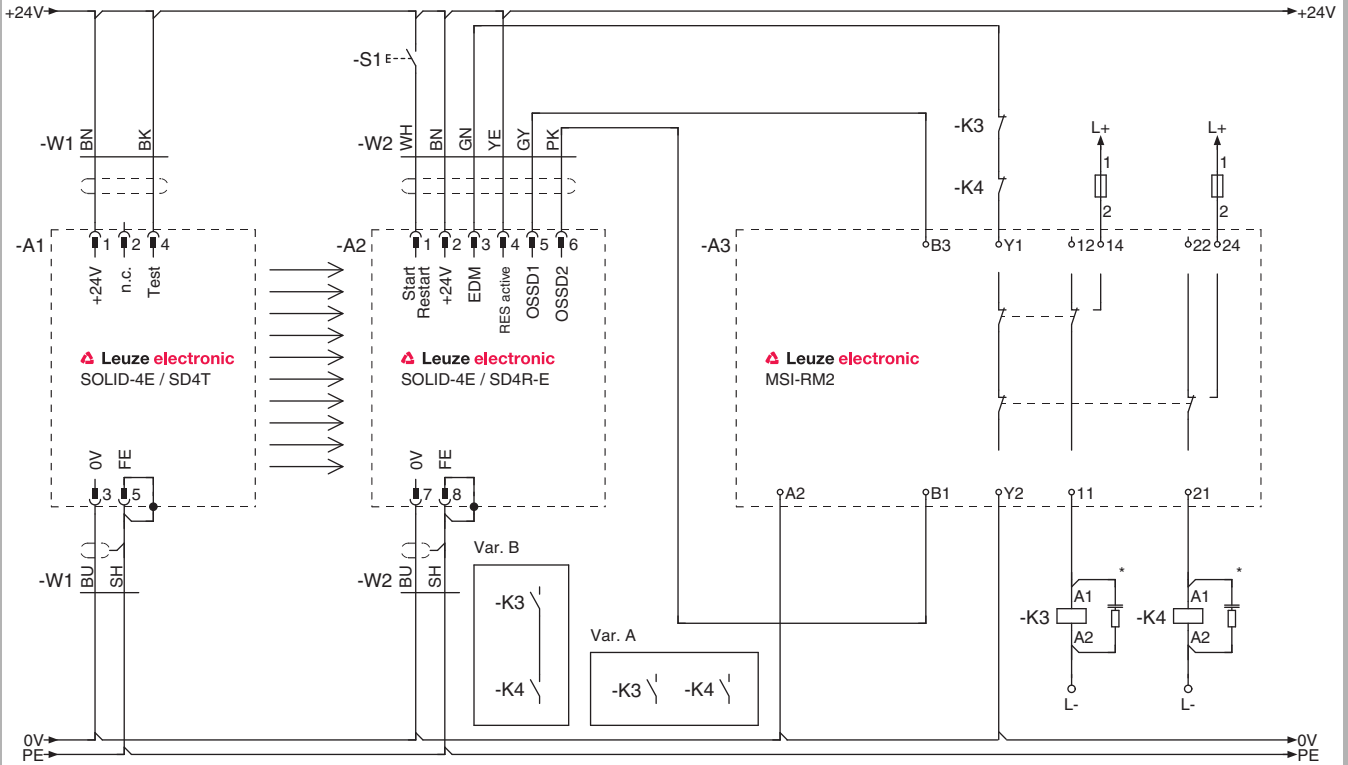 +24V
+24V
-S1
-W1
BN
BK
-W2
WH
BN
GN
YE
GY
PK
-K3
-K4
L+
L+
1
2
1
2
-A1
1
2
4
+24V
n.c.
Test
-A2
1
2
3
4
5
6
Start
Restart
+24V
EDM
RES active
OSSD1
OSSD2
-A3
B3
Y1
12
14
22
24
Leuze electronic
SOLID-4E / SD4T
Leuze electronic
SOLID-4E / SD4R-E
Leuze electronic
MSI-RM2
0V
FE
3
5
0V
FE
7
8
A2
B1
Y2
11
21
-W1
BU
SH
-W2
BU
SH
Var. B
-K3
-K4
Var. A
-K3
-K4
*
-K3
A1
A2
L-
*
-K4
A1
A2
L-
0V
0V
PE
PE